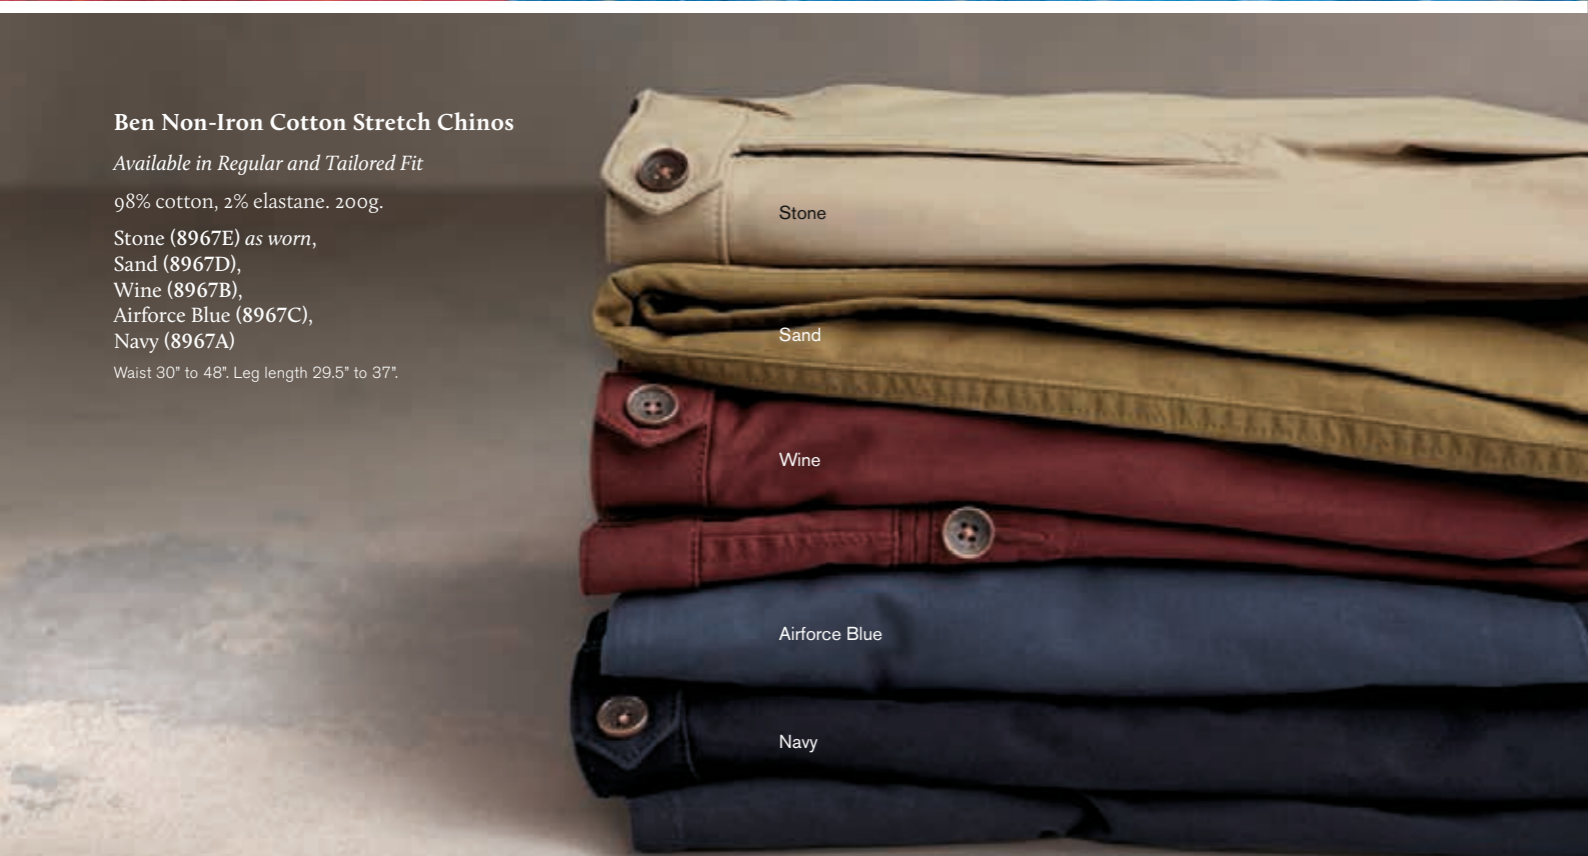 Ben Non-Iron Cotton Stretch Chinos
Available in Regular and Tailored Fit
98% cotton, 2% elastane. 200g.
Stone (8967E) as worn,
Sand (8967D),
Wine (8967B),
Airforce Blue (8967C),
Navy (8967A)
Waist 30" to 48". Leg length 29.5" to 37".
Stone
Sand
Wine
Airforce Blue
Navy